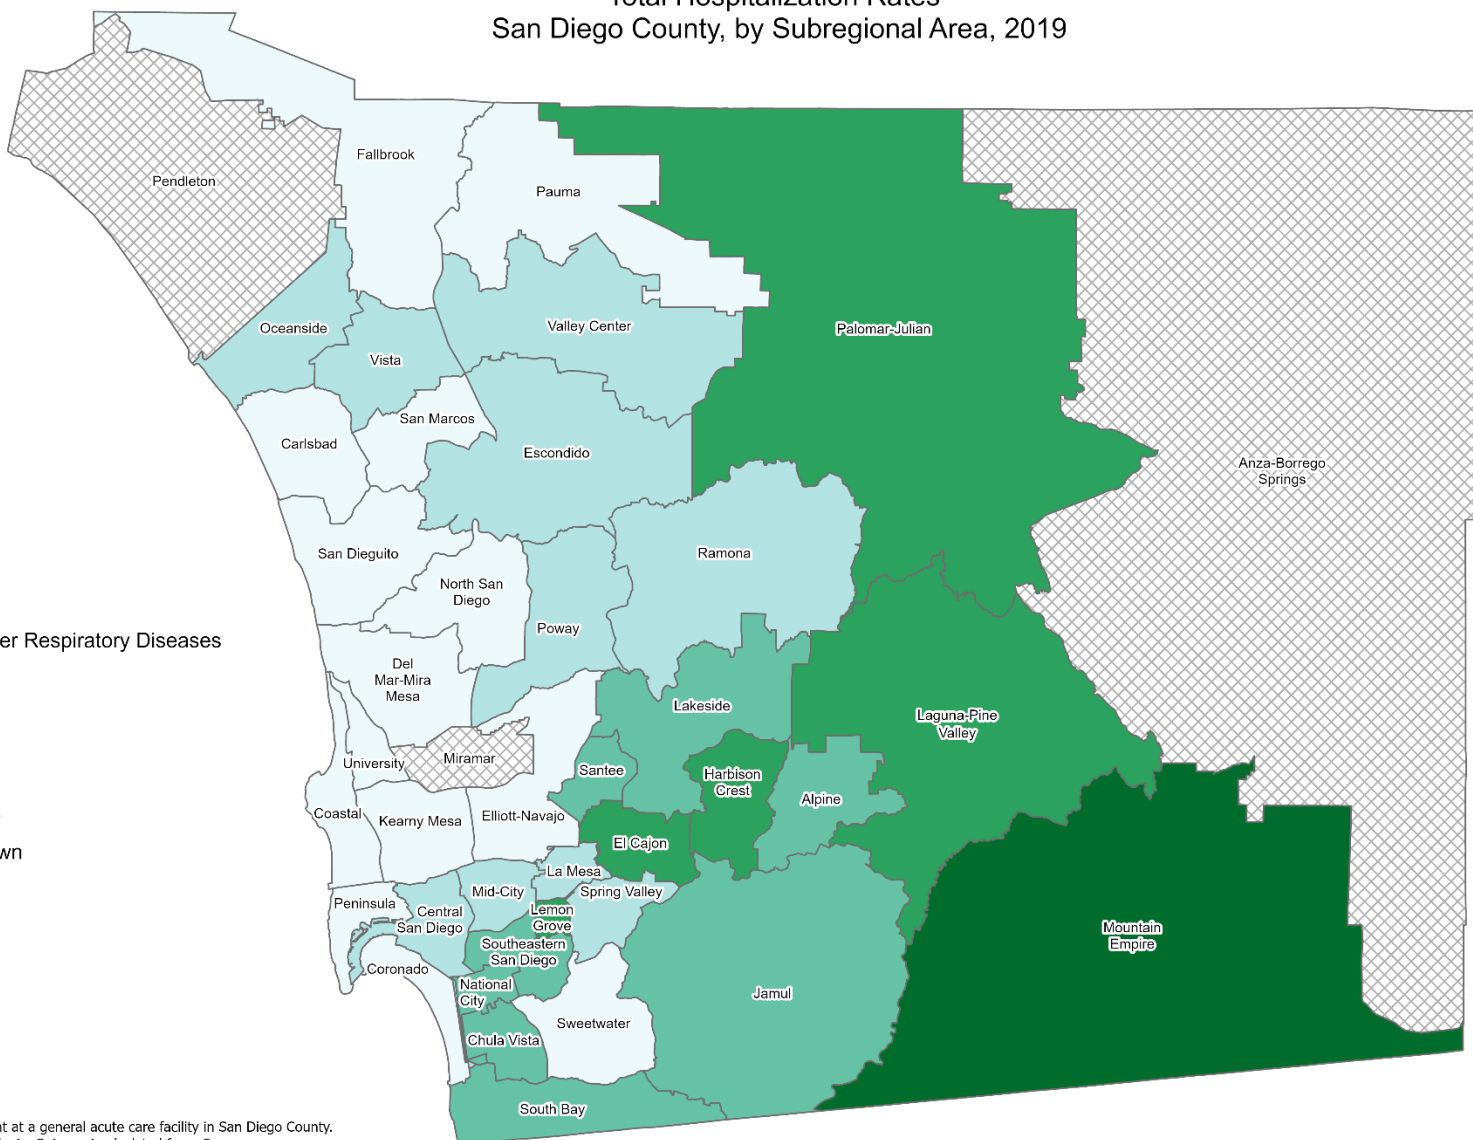 Total Hospitalization Rates
San Diego County, by Subregional Area, 2019
Fallbrook
Pendleton
Pauma
Oceanside
Valley Center
Palomar-Julian
Vista
San Marcos
Carlsbad
Escondido
Anza-Borrego
Springs
San Dieguito
Ramona
North San
Diego
Poway
er Respiratory Diseases
Del
Mar-Mira
Mesa
Lakeside
Laguna-Pine
Valley
Miramar
University
Santee
Harbison
Crest
Alpine
Coastal
Kearny Mesa
Elliott-Navajo
El Cajon
wn
La Mesa
Mid-City
Spring Valley
Peninsula
Central
San Diego
Lemon
Grove
Mountain
Empire
Southeastern
San Diego
Coronado
National
City
Jamul
Sweetwater
Chula Vista
South Bay
nt at a general acute care facility in San Diego County.